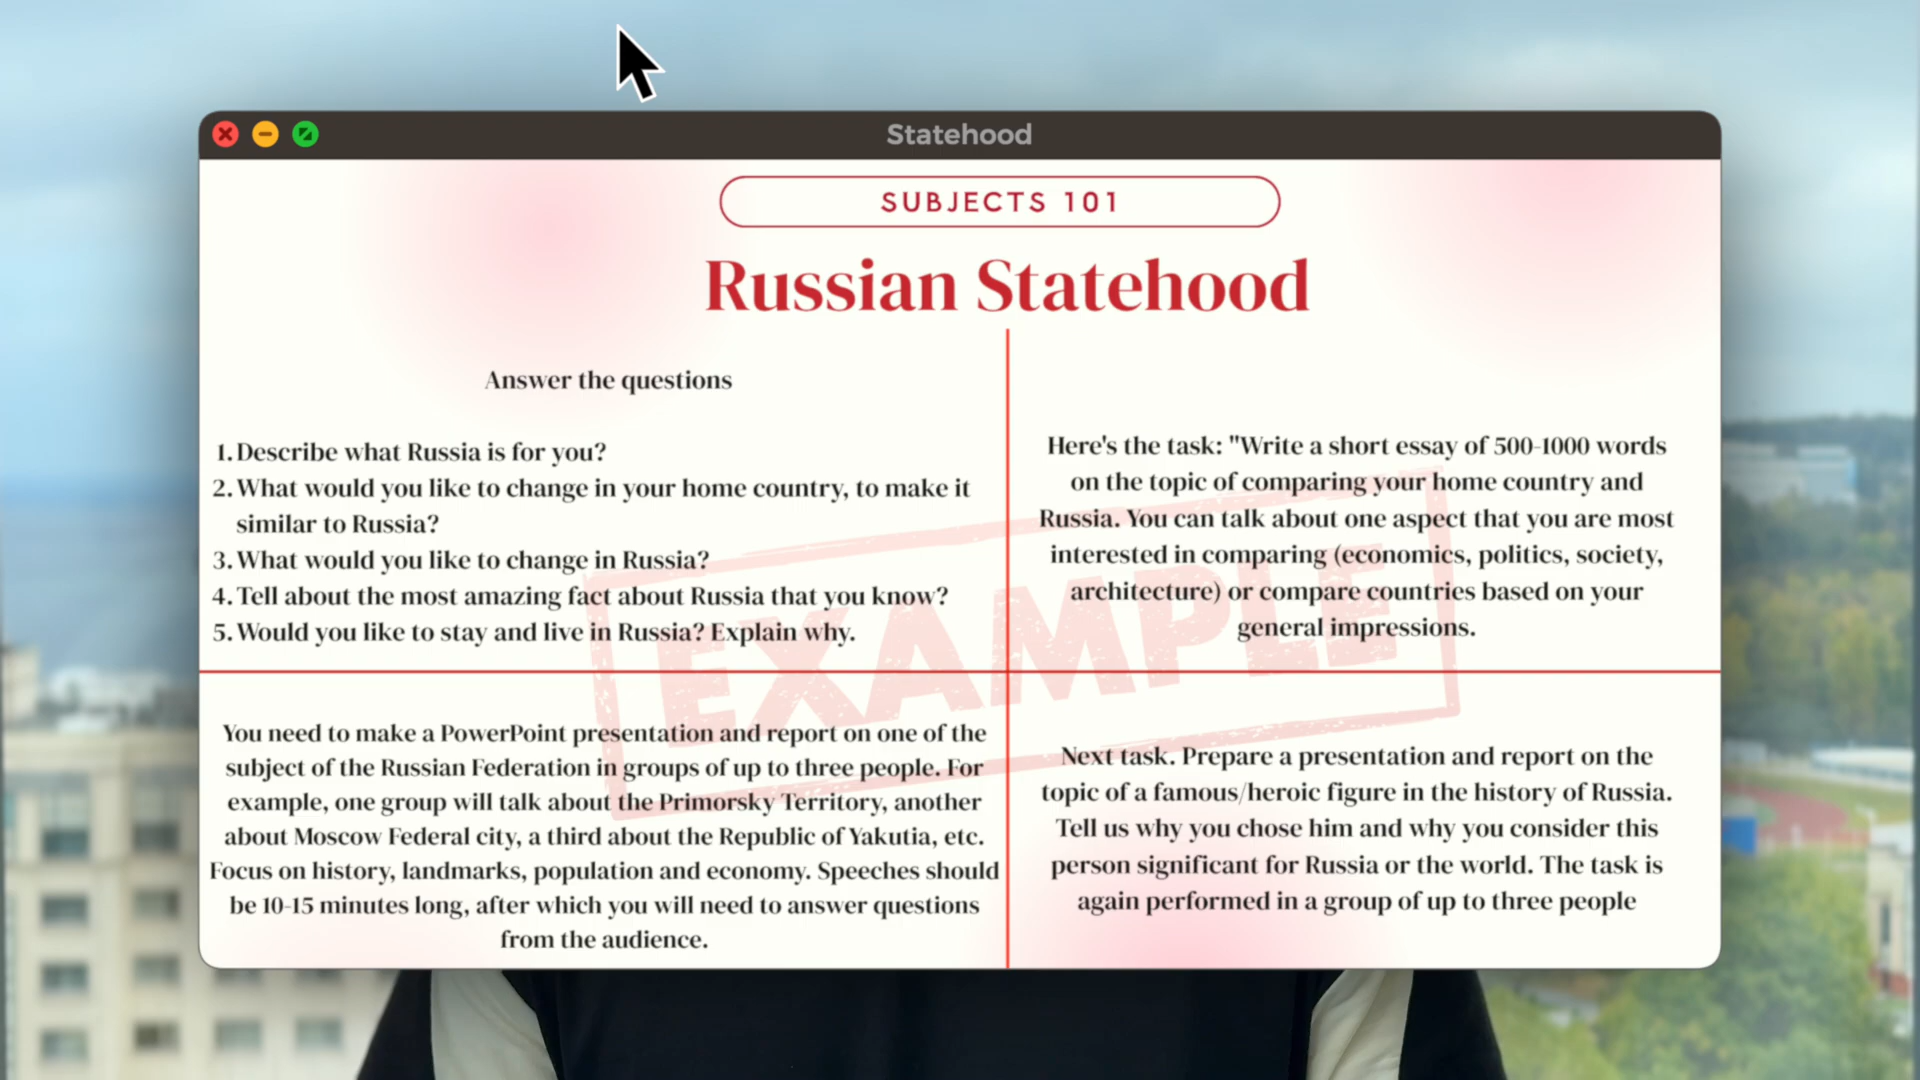 Statehood
SUBJECTS 101
Russian Statehood
Answer the questions
1. Describe what Russia is for you?
2. What would you like to change in your home country, to make it
similar to Russia?
3. What would you like to change in Russia?
4. Tell about the most amazing fact about Russia that you know?
5. Would you like to stay and live in Russia? Explain why.
Here's the task: "Write a short essay of 500-1000 words
on the topic of comparing your home country and
Russia. You can talk about one aspect that you are most
interested in comparing (economics, politics, society,
architecture) or compare countries based on your
general impressions.
EXAMPLE
You need to make a PowerPoint presentation and report on one of the
subject of the Russian Federation in groups of up to three people. For
example, one group will talk about the Primorsky Territory, another
about Moscow Federal city, a third about the Republic of Yakutia, etc.
Focus on history, landmarks, population and economy. Speeches should
be 10-15 minutes long, after which you will need to answer questions
from the audience.
Next task. Prepare a presentation and report on the
topic of a famous/heroic figure in the history of Russia.
Tell us why you chose him and why you consider this
person significant for Russia or the world. The task is
again performed in a group of up to three people